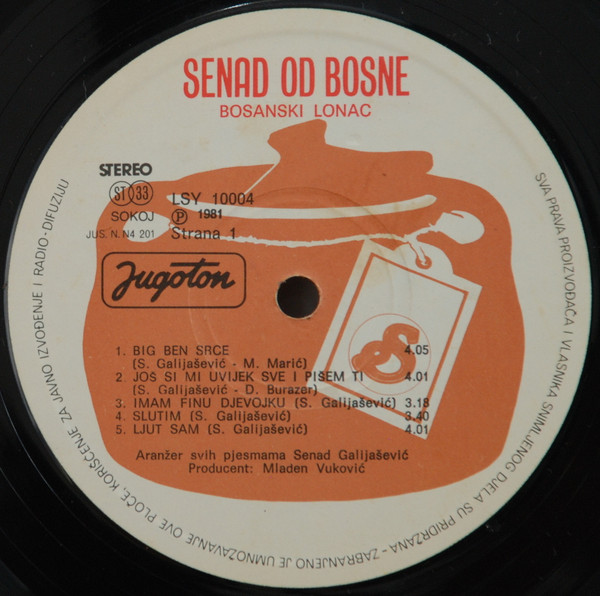 SENAD OD BOSNE
BOSANSKI LONAC
STEREO
ST 33
SOKOJ
JUS. N.N4 201
LSY 10004
Ⓟ 1981
Strana 1
Jugoton
1. BIG BEN SRCE 4.05
(S. Galijašević - M. Marić)
2. JOŠ SI MI UVIJEK SVE I PIŠEM TI 4.01
(S. Galijašević - D. Burazer)
3. IMAM FINU DJEVOJKU (S. Galijašević) 3.18
4. SLUTIM (S. Galijašević) 3.40
5. LJUT SAM (S. Galijašević) 4.01
Aranžer svih pjesmama Senad Galijašević
Producent: Mladen Vuković
SVA PRAVA PROIZVOĐAČA I VLASNIKA SNIMLJENOG DJELA SU PRIDRŽANA - ZABRANJENO JE UMNOŽAVANJE OVE PLOČE, KORIŠĆENJE ZA JAVNO IZVOĐENJE I RADIO-DIFUZIJU